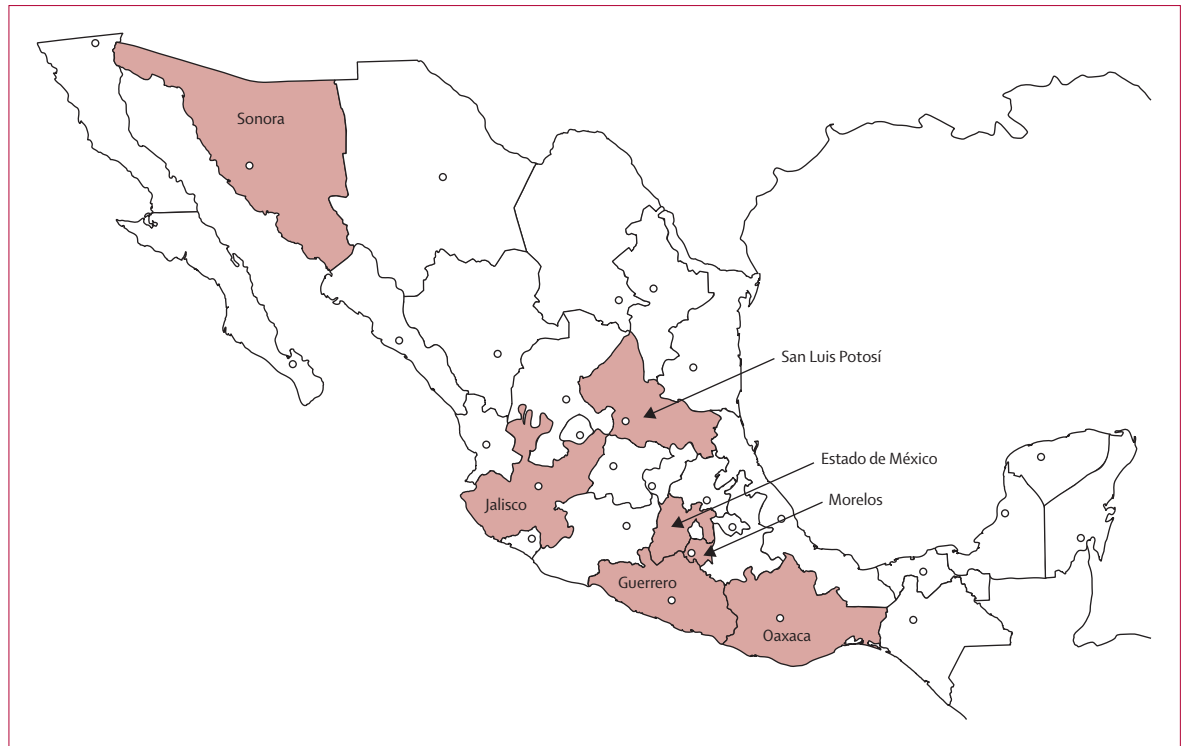 Sonora
San Luis Potosí
Estado de México
Morelos
Jalisco
Guerrero
Oaxaca